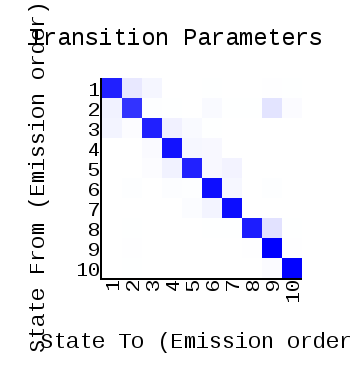 Transition Parameters
State From (Emission order)
1
2
3
4
5
6
7
8
9
10
1 2 3 4 5 6 7 8 9 10
State To (Emission order